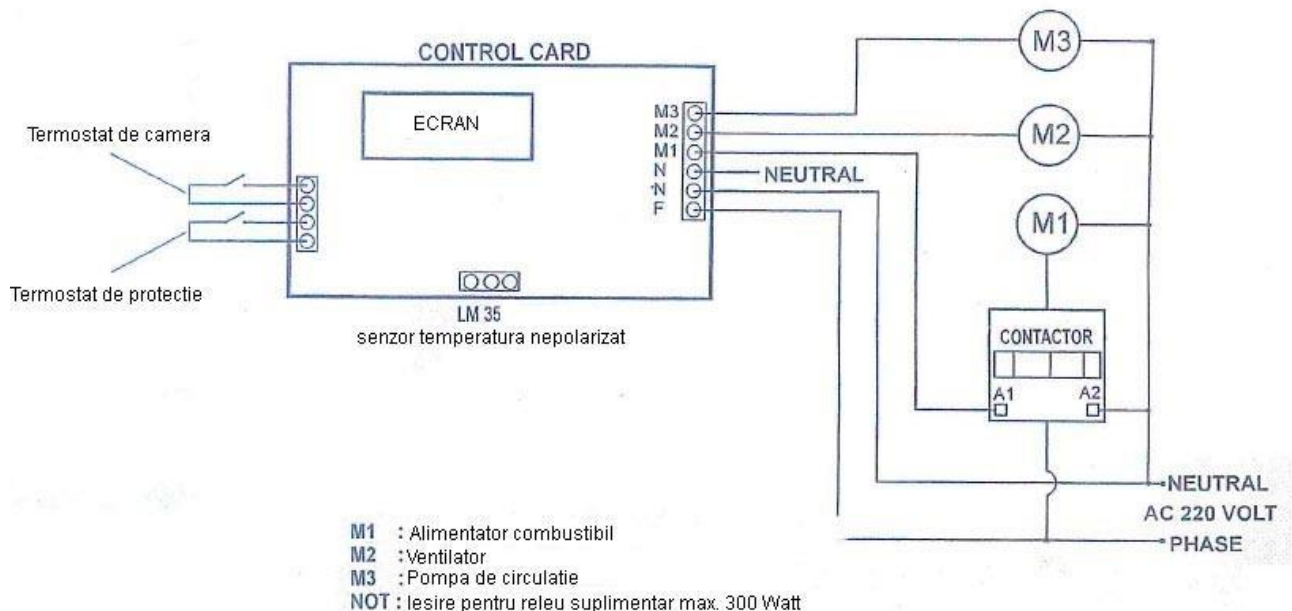 CONTROL CARD
ECRAN
Termostat de camera
Termostat de protectie
M3
M2
M1
N
N
F
NEUTRAL
LM 35
senzor temperatura nepolarizat
M3
M2
M1
CONTACTOR
A1 A2
NEUTRAL
AC 220 VOLT
PHASE
M1 : Alimentator combustibil
M2 : Ventilator
M3 : Pompa de circulatie
NOT : Iesire pentru releu suplimentar max. 300 Watt